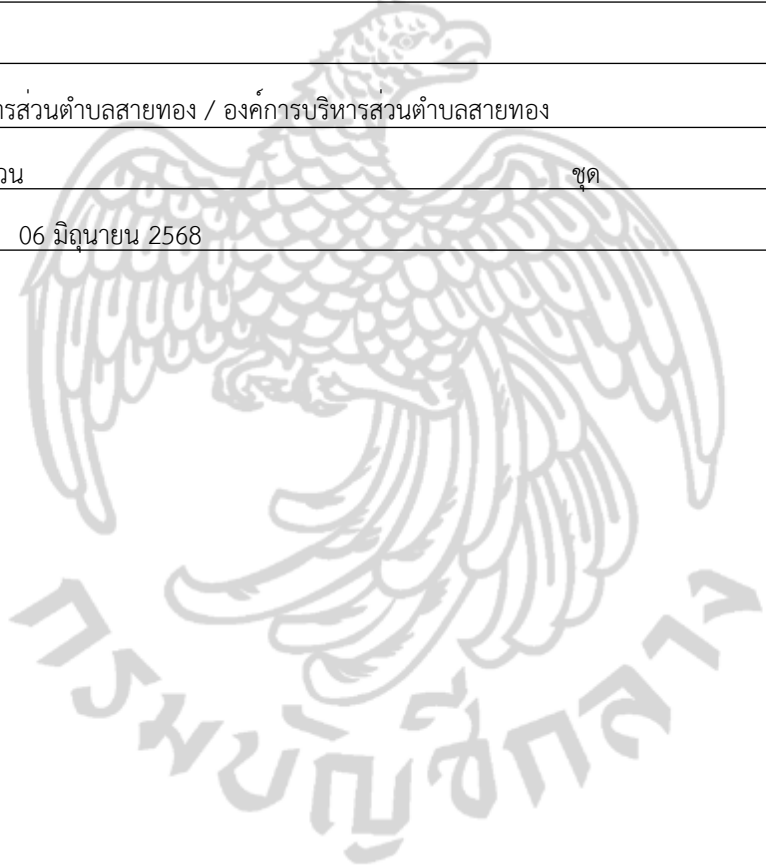 ารส่วนตำบลสายทอง / องค์การบริหารส่วนตำบลสายทอง
วน ชุด
06 มิถุนายน 2568
กรมบัญชีกลาง